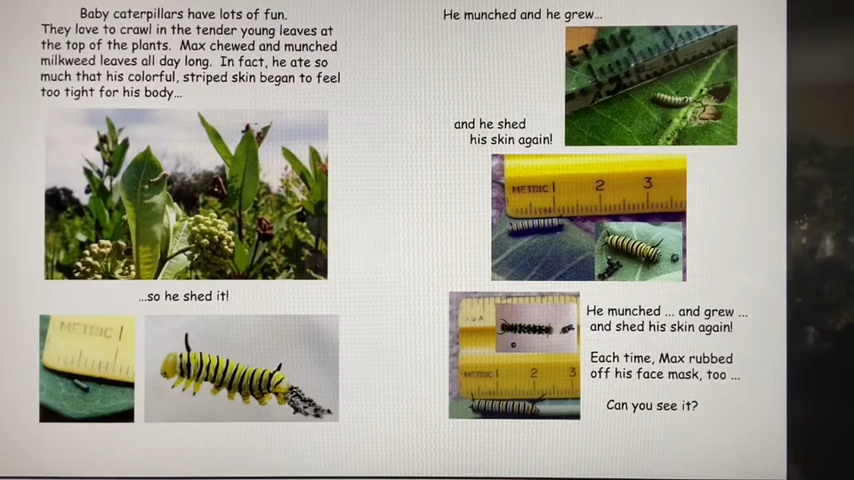 Baby caterpillars have lots of fun.
They love to crawl in the tender young leaves at
the top of the plants. Max chewed and munched
milkweed leaves all day long. In fact, he ate so
much that his colorful, striped skin began to feel
too tight for his body...
...so he shed it!
METRIC 1
He munched and he grew...
METRIC
and he shed
his skin again!
METRIC 1 2 3
He munched ... and grew ...
and shed his skin again!
METRIC 1 2 3
Each time, Max rubbed
off his face mask, too ...
Can you see it?